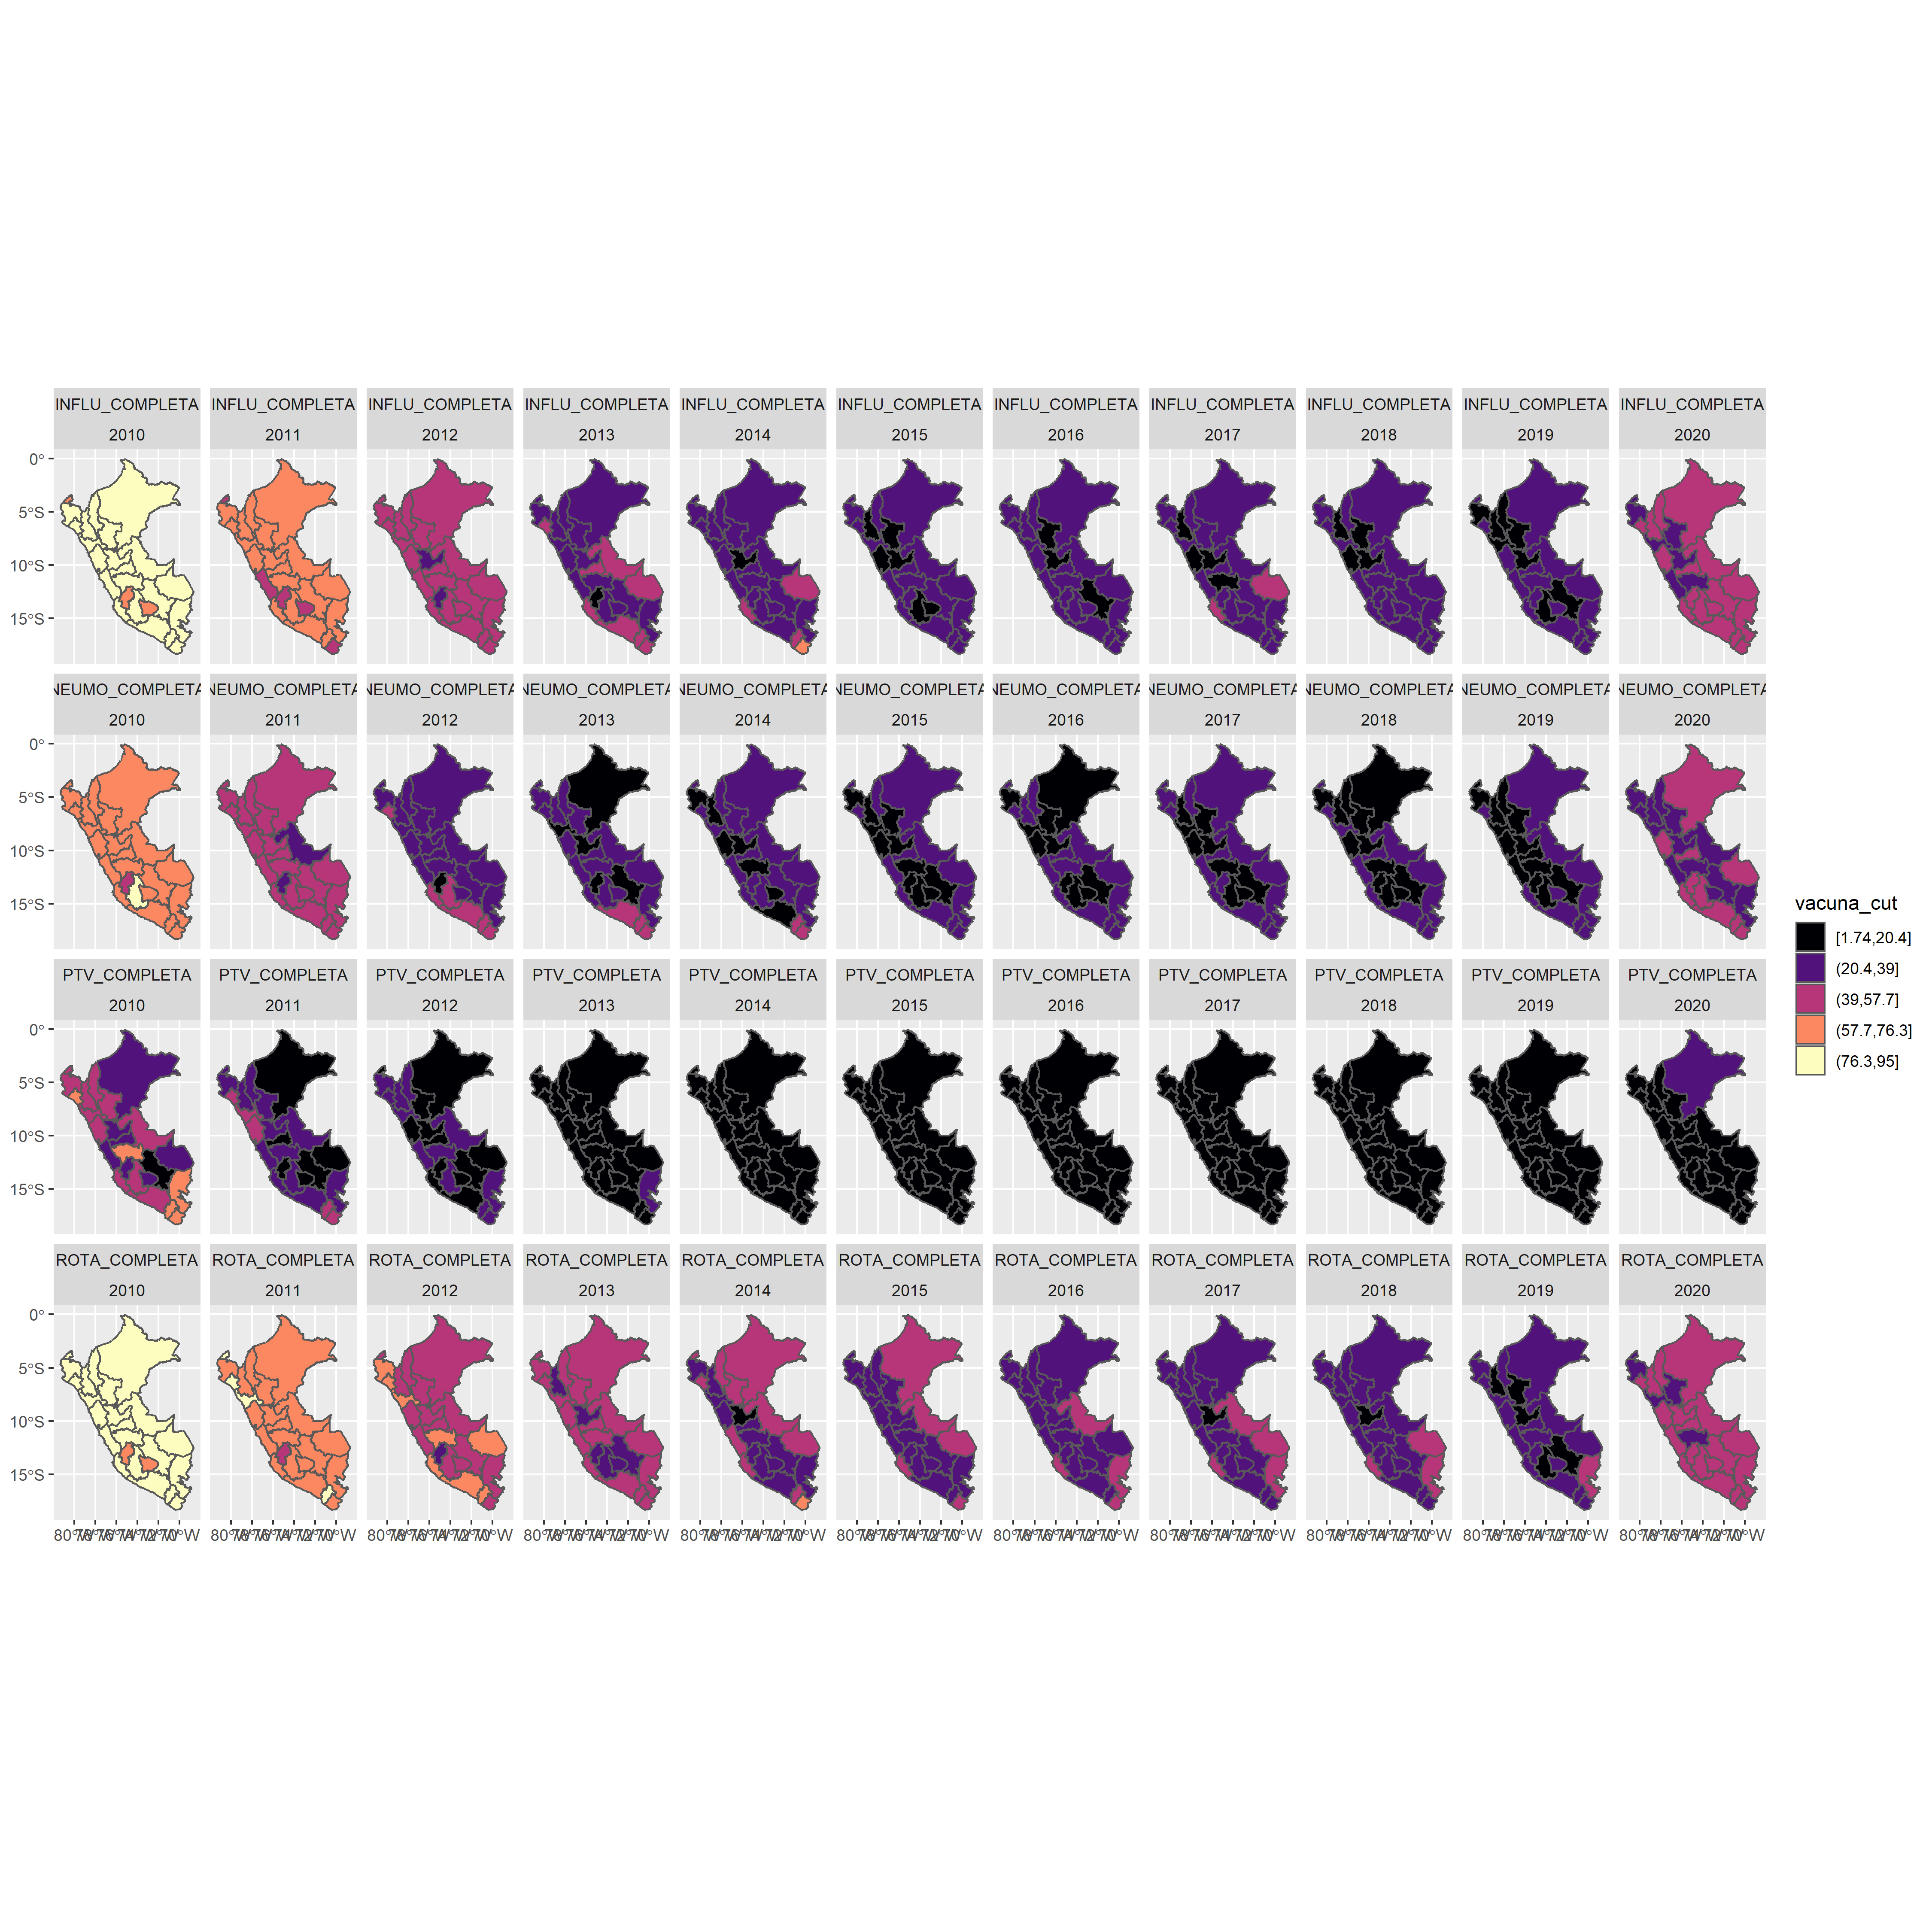 INFLU_COMPLETA INFLU_COMPLETA INFLU_COMPLETA INFLU_COMPLETA INFLU_COMPLETA INFLU_COMPLETA INFLU_COMPLETA INFLU_COMPLETA INFLU_COMPLETA INFLU_COMPLETA INFLU_COMPLETA
2010 2011 2012 2013 2014 2015 2016 2017 2018 2019 2020
0°
5°S
10°S
15°S
NEUMO_COMPLETA NEUMO_COMPLETA NEUMO_COMPLETA NEUMO_COMPLETA NEUMO_COMPLETA NEUMO_COMPLETA NEUMO_COMPLETA NEUMO_COMPLETA NEUMO_COMPLETA NEUMO_COMPLETA NEUMO_COMPLETA
2010 2011 2012 2013 2014 2015 2016 2017 2018 2019 2020
0°
5°S
10°S
15°S
PTV_COMPLETA PTV_COMPLETA PTV_COMPLETA PTV_COMPLETA PTV_COMPLETA PTV_COMPLETA PTV_COMPLETA PTV_COMPLETA PTV_COMPLETA PTV_COMPLETA PTV_COMPLETA
2010 2011 2012 2013 2014 2015 2016 2017 2018 2019 2020
0°
5°S
10°S
15°S
ROTA_COMPLETA ROTA_COMPLETA ROTA_COMPLETA ROTA_COMPLETA ROTA_COMPLETA ROTA_COMPLETA ROTA_COMPLETA ROTA_COMPLETA ROTA_COMPLETA ROTA_COMPLETA ROTA_COMPLETA
2010 2011 2012 2013 2014 2015 2016 2017 2018 2019 2020
0°
5°S
10°S
15°S
vacuna_cut
[1.74,20.4]
(20.4,39]
(39,57.7]
(57.7,76.3]
(76.3,95]